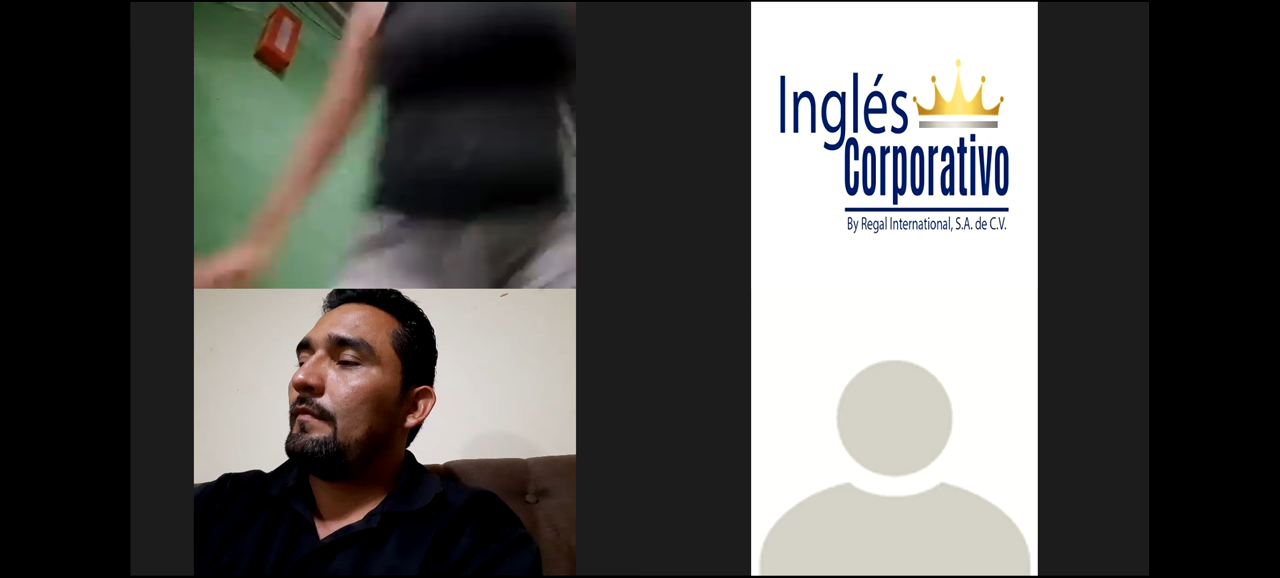 Inglés
Corporativo
By Regal International, S.A. de C.V.